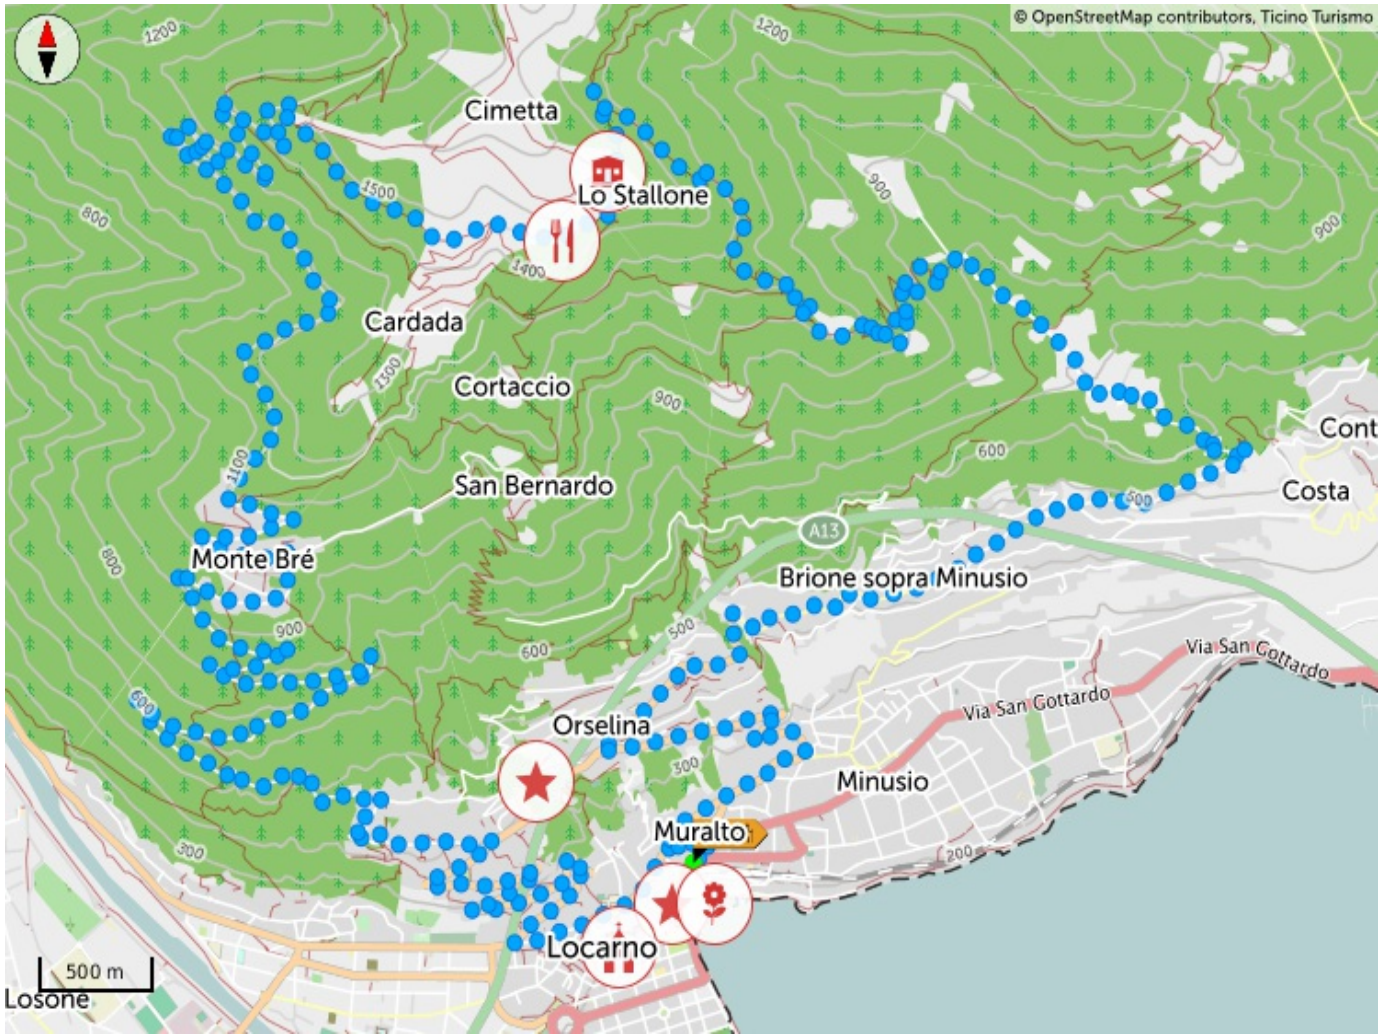 © OpenStreetMap contributors, Ticino Turismo
1200
1200
Cimetta
1500
900
Lo Stallone
800
900
1400
Cardada
1300
Cortaccio
900
Cont
600
1100
San Bernardo
Costa
500
A13
Monte Bré
800
Brione sopra Minusio
900
500
600
Via San Gottardo
600
Via San Gottardo
Orselina
300
Minusio
Muralto
300
200
Locarno
500 m
Losone